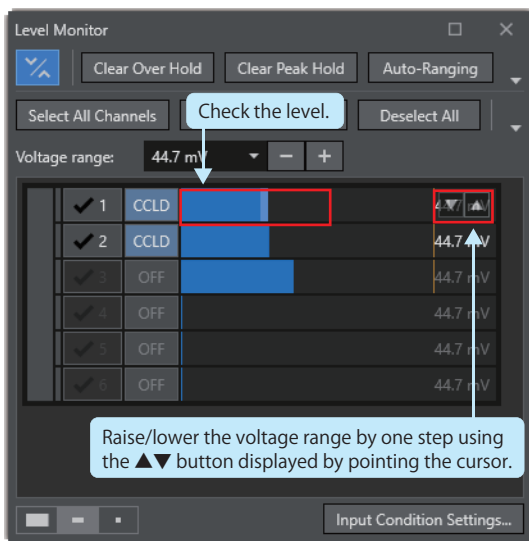 Level Monitor
Clear Over Hold Clear Peak Hold Auto-Ranging
Select All Channels Deselect All
Check the level.
Voltage range: 44.7 mV
1 CCLD
2 CCLD 44.7 mV
3 OFF 44.7 mV
4 OFF 44.7 mV
5 OFF 44.7 mV
6 OFF 44.7 mV
Raise/lower the voltage range by one step using
the ▲▼ button displayed by pointing the cursor.
Input Condition Settings...